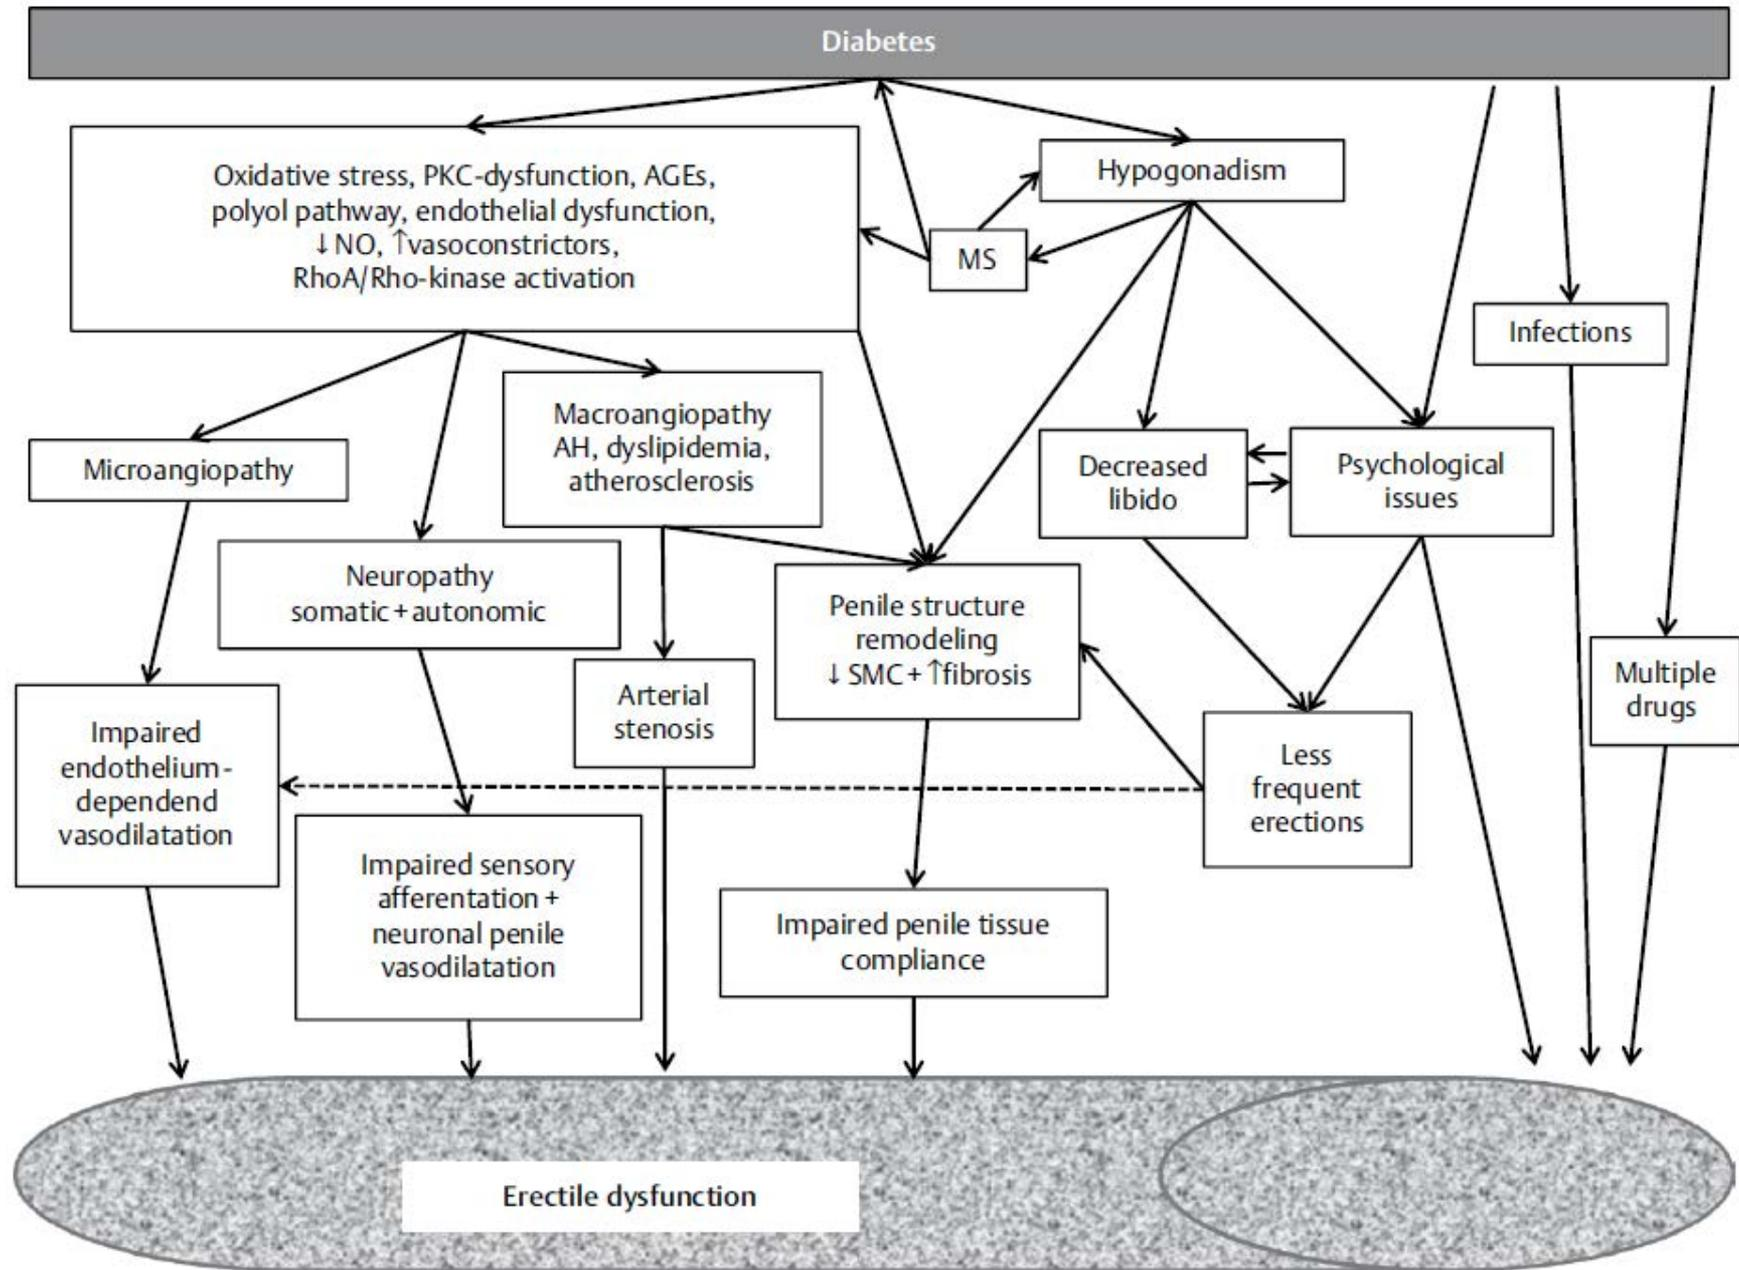 Diabetes
Oxidative stress, PKC-dysfunction, AGEs,
polyol pathway, endothelial dysfunction,
↓NO, ↑vasoconstrictors,
RhoA/Rho-kinase activation
Hypogonadism
MS
Infections
Macroangiopathy
AH, dyslipidemia,
atherosclerosis
Microangiopathy
Decreased
libido
Psychological
issues
Neuropathy
somatic+autonomic
Penile structure
remodeling
↓ SMC+↑fibrosis
Arterial
stenosis
Multiple
drugs
Impaired
endothelium-
dependend
vasodilatation
Less
frequent
erections
Impaired sensory
afferentation+
neuronal penile
vasodilatation
Impaired penile tissue
compliance
Erectile dysfunction